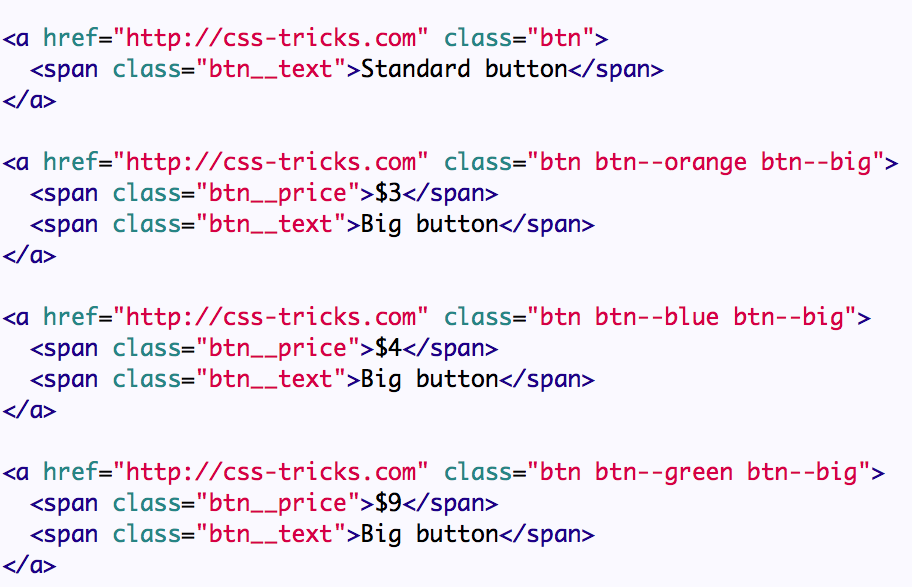 <a href="http://css-tricks.com" class="btn">
  <span class="btn__text">Standard button</span>
</a>

<a href="http://css-tricks.com" class="btn btn--orange btn--big">
  <span class="btn__price">$3</span>
  <span class="btn__text">Big button</span>
</a>

<a href="http://css-tricks.com" class="btn btn--blue btn--big">
  <span class="btn__price">$4</span>
  <span class="btn__text">Big button</span>
</a>

<a href="http://css-tricks.com" class="btn btn--green btn--big">
  <span class="btn__price">$9</span>
  <span class="btn__text">Big button</span>
</a>